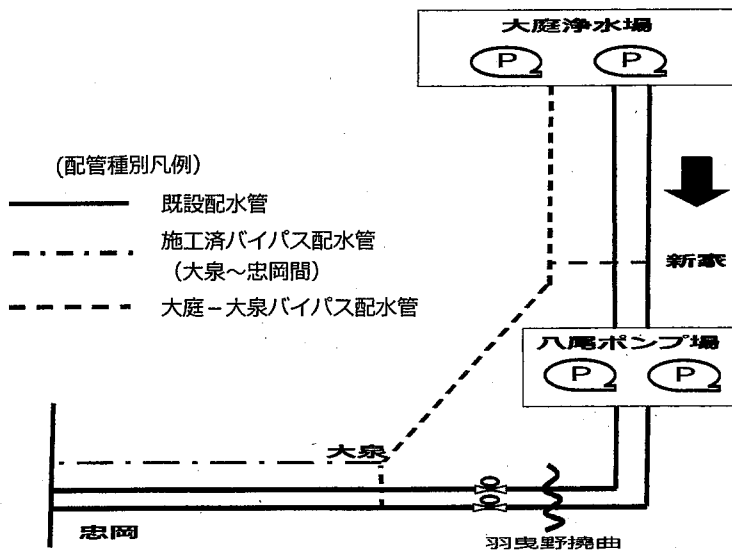 大庭浄水場
P P
(配管種別凡例)
既設配水管
施工済バイパス配水管
(大泉～忠岡間)
大庭－大泉バイパス配水管
新家
八尾ポンプ場
P P
大泉
忠岡
羽曳野撓曲